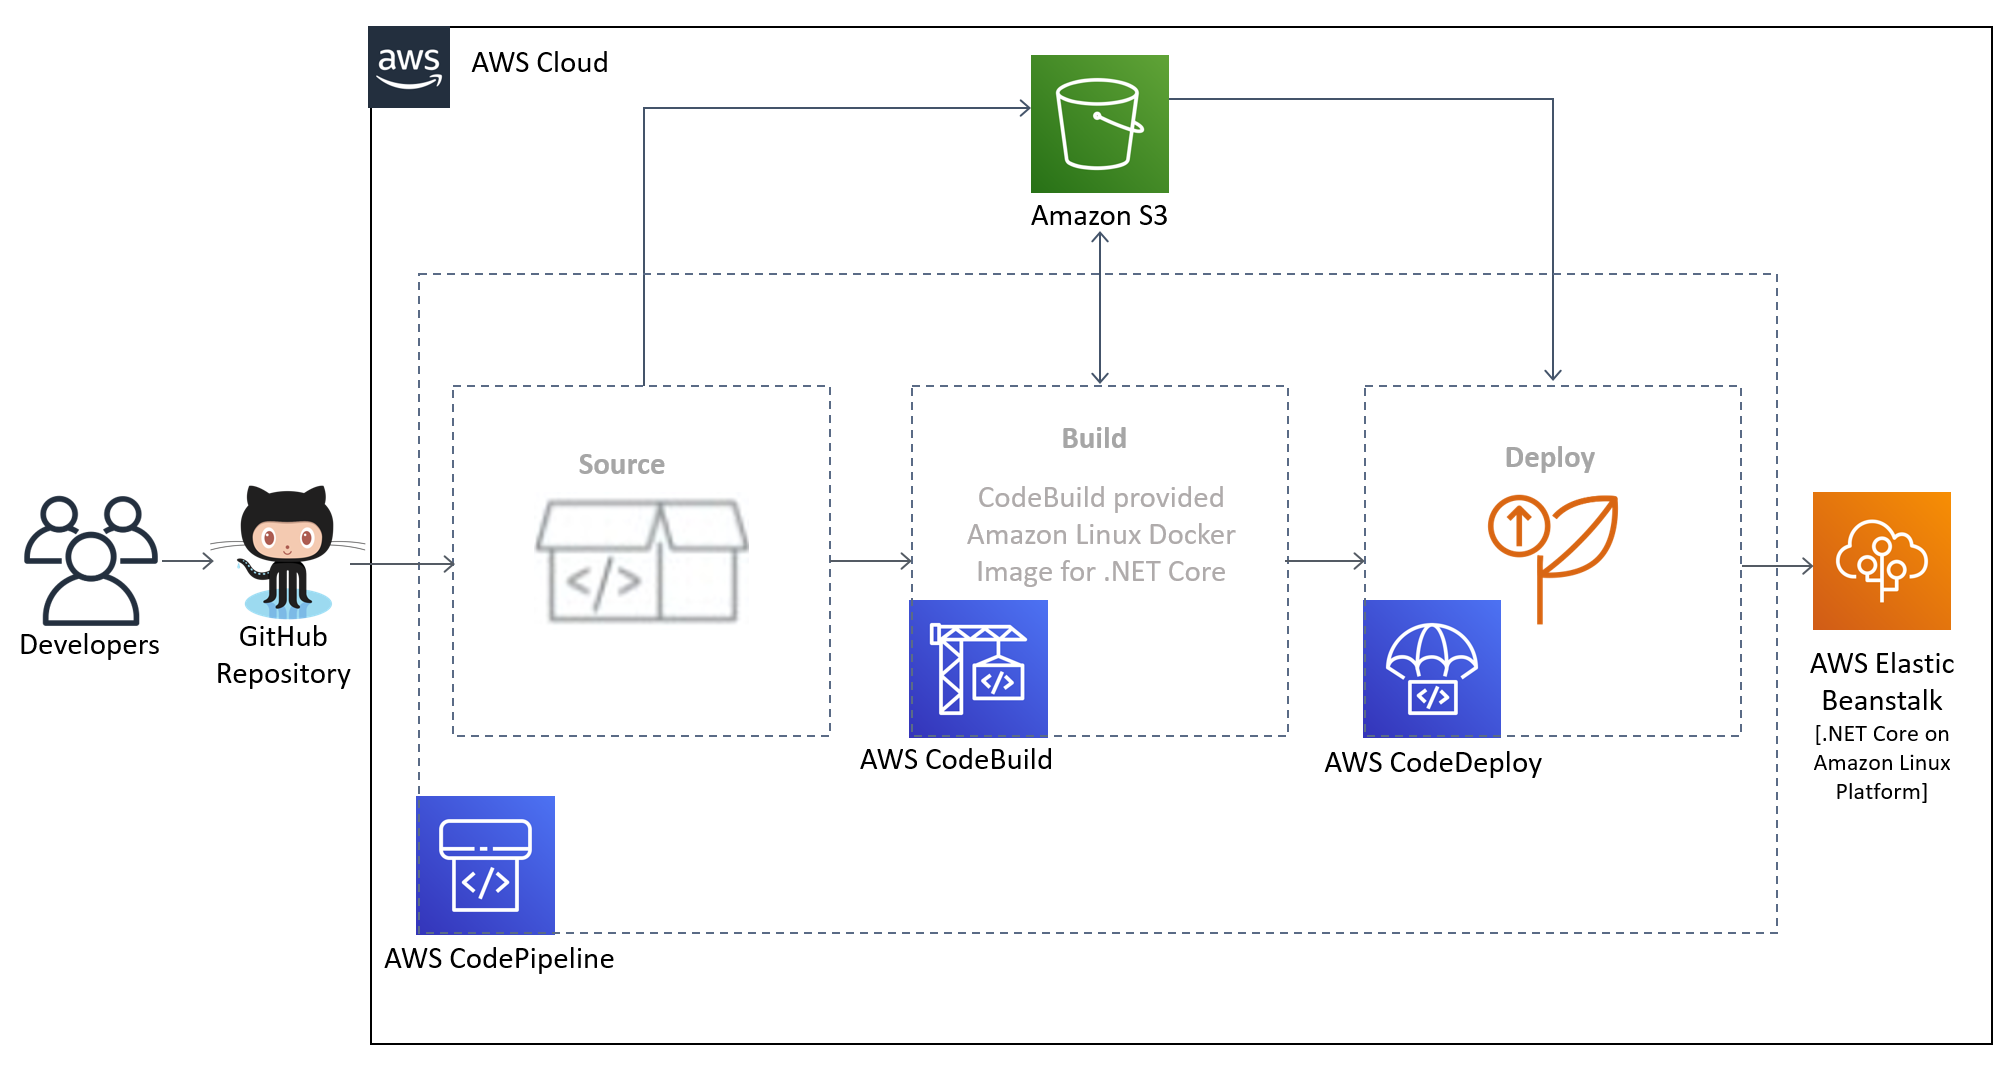 aws
AWS Cloud
Amazon S3
Source
Build
CodeBuild provided
Amazon Linux Docker
Image for .NET Core
Deploy
</>
</>
</>
Developers
GitHub
Repository
AWS CodeBuild
AWS CodeDeploy
AWS Elastic
Beanstalk
[.NET Core on
Amazon Linux
Platform]
</>
AWS CodePipeline